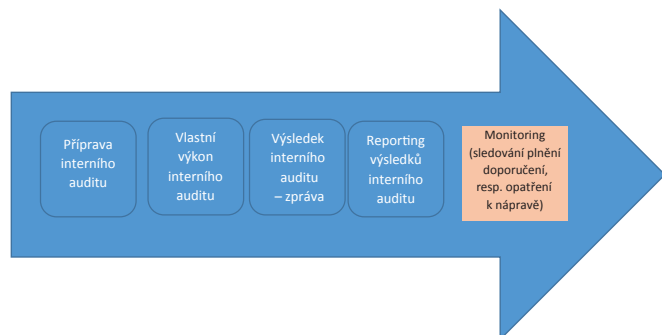 Příprava
interního
auditu
Vlastní
výkon
interního
auditu
Výsledek
interního
auditu
– zpráva
Reporting
výsledků
interního
auditu
Monitoring
(sledování plnění
doporučení,
resp. opatření
k nápravě)